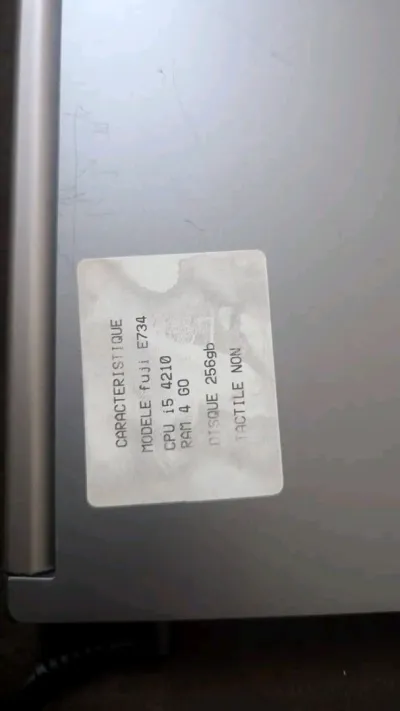 CARACTERISTIQUE
MODELE fuji E734
CPU i5 4210
RAM 4 GO
DISQUE 256gb
TACTILE NON